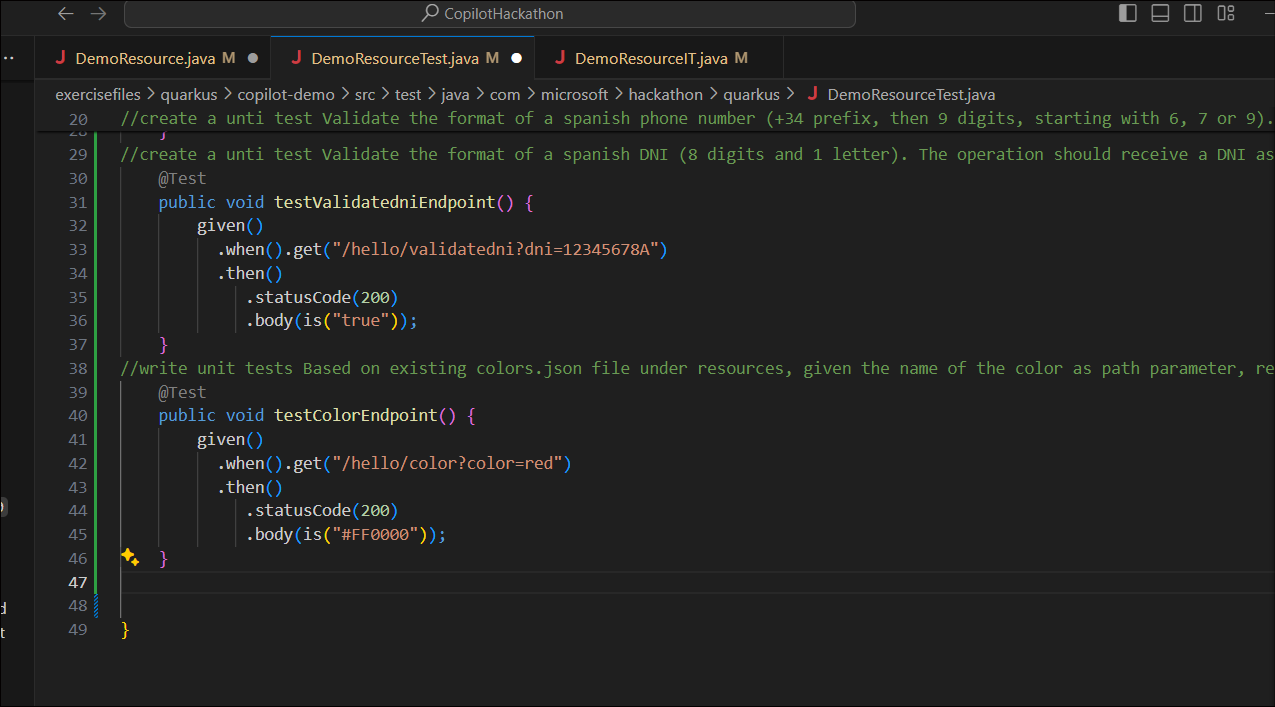 CopilotHackathon
DemoResource.java M
DemoResourceTest.java M
DemoResourceIT.java M
exercisefiles > quarkus > copilot-demo > src > test > java > com > microsoft > hackathon > quarkus > DemoResourceTest.java
20 //create a unti test Validate the format of a spanish phone number (+34 prefix, then 9 digits, starting with 6, 7 or 9).
28 }
29 //create a unti test Validate the format of a spanish DNI (8 digits and 1 letter). The operation should receive a DNI as
30 @Test
31 public void testValidatedniEndpoint() {
32 given()
33 .when().get("/hello/validatedni?dni=12345678A")
34 .then()
35 .statusCode(200)
36 .body(is("true"));
37 }
38 //write unit tests Based on existing colors.json file under resources, given the name of the color as path parameter, re
39 @Test
40 public void testColorEndpoint() {
41 given()
42 .when().get("/hello/color?color=red")
43 .then()
44 .statusCode(200)
45 .body(is("#FF0000"));
46 }
47
48
49 }
d
t